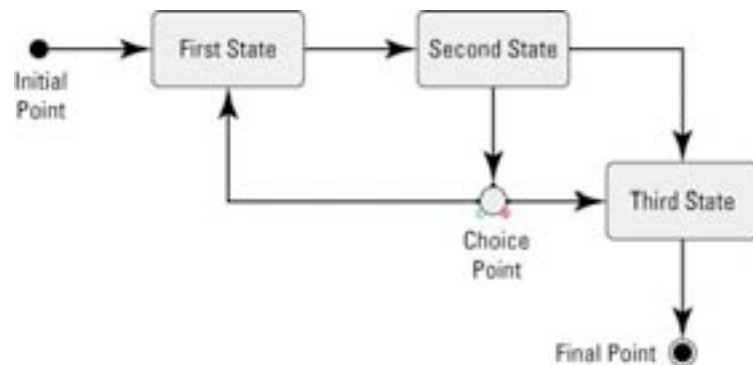 First State
Second State
Initial
Point
Third State
Choice
Point
Final Point